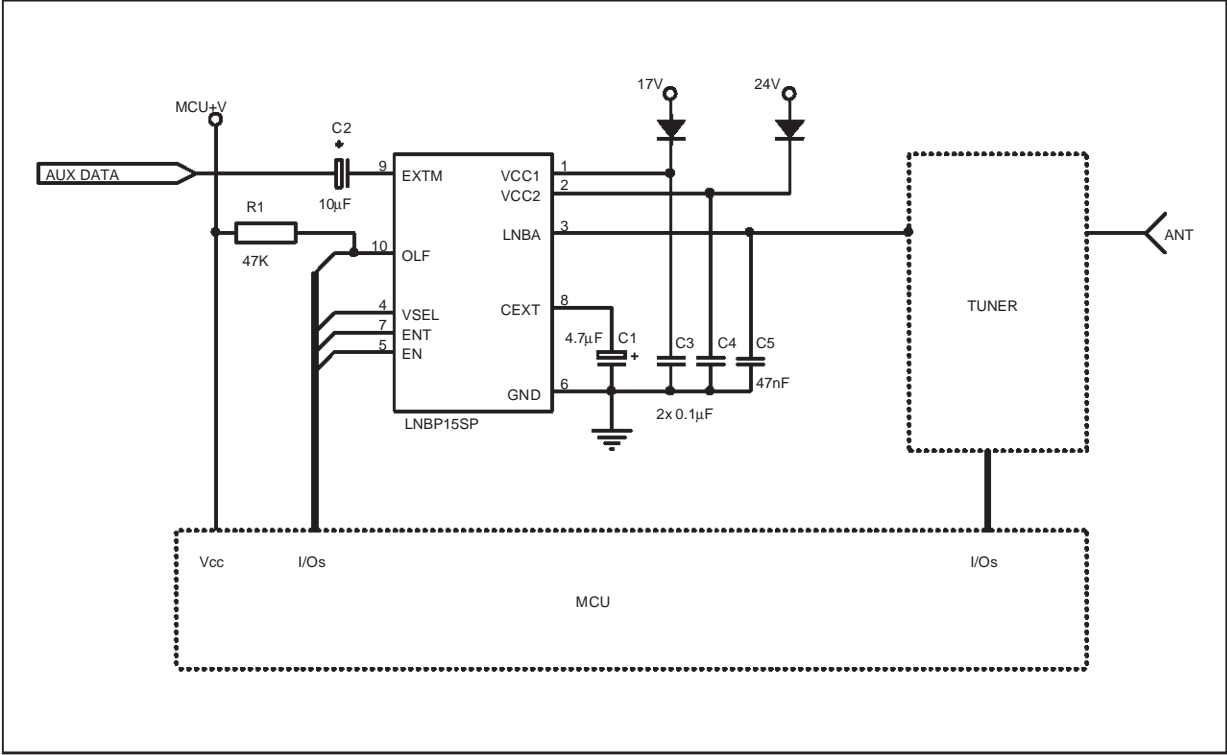 17V
24V
MCU+V
C2
+
AUX DATA
9
EXTM
VCC1
1
VCC2
2
10µF
R1
LNBA
3
ANT
47K
10
OLF
TUNER
4
VSEL
CEXT
8
7
ENT
4.7µF
C1
+
C3
C4
C5
5
EN
47nF
GND
6
2x 0.1µF
LNBP15SP
Vcc
I/Os
I/Os
MCU